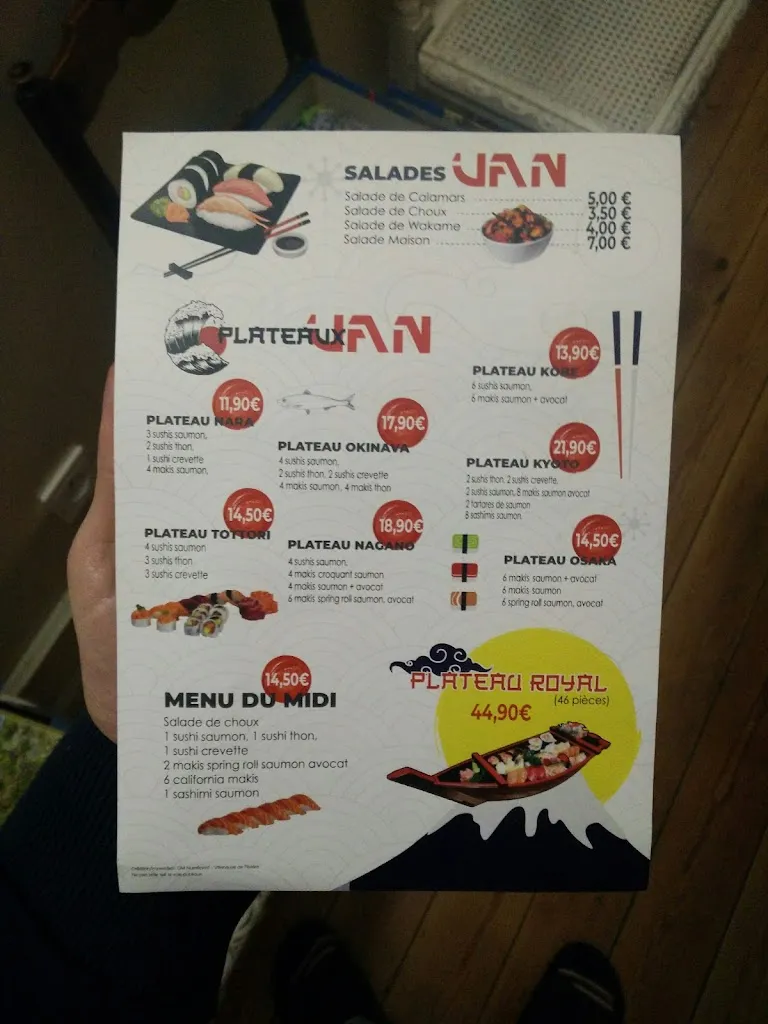 SALADES UAN
Salade de Calamars 5,00 €
Salade de Choux 3,50 €
Salade de Wakame 4,00 €
Salade Maison 7,00 €
PLATEAUX UAN
11,90€
PLATEAU NARA
3 sushis saumon,
2 sushis thon,
1 sushi crevette
4 makis saumon,
17,90€
PLATEAU OKINAVA
4 sushis saumon,
2 sushis thon, 2 sushis crevette
4 makis saumon, 4 makis thon
13,90€
PLATEAU KOBE
6 sushis saumon,
6 makis saumon + avocat
21,90€
PLATEAU KYOTO
2 sushis thon, 2 sushis crevette,
2 sushis saumon, 8 makis saumon avocat
2 tartares de saumon
8 sashimis saumon
14,50€
PLATEAU TOTTORI
4 sushis saumon
3 sushis thon
3 sushis crevette
18,90€
PLATEAU NAGANO
4 sushis saumon,
4 makis croquant saumon
4 makis saumon + avocat
6 makis spring roll saumon, avocat
14,50€
PLATEAU OSAKA
6 makis saumon + avocat
6 makis saumon
6 spring roll saumon, avocat
14,50€
MENU DU MIDI
Salade de choux
1 sushi saumon, 1 sushi thon,
1 sushi crevette
2 makis spring roll saumon avocat
6 california makis
1 sashimi saumon
PLATEAU ROYAL
(46 pièces)
44,90€